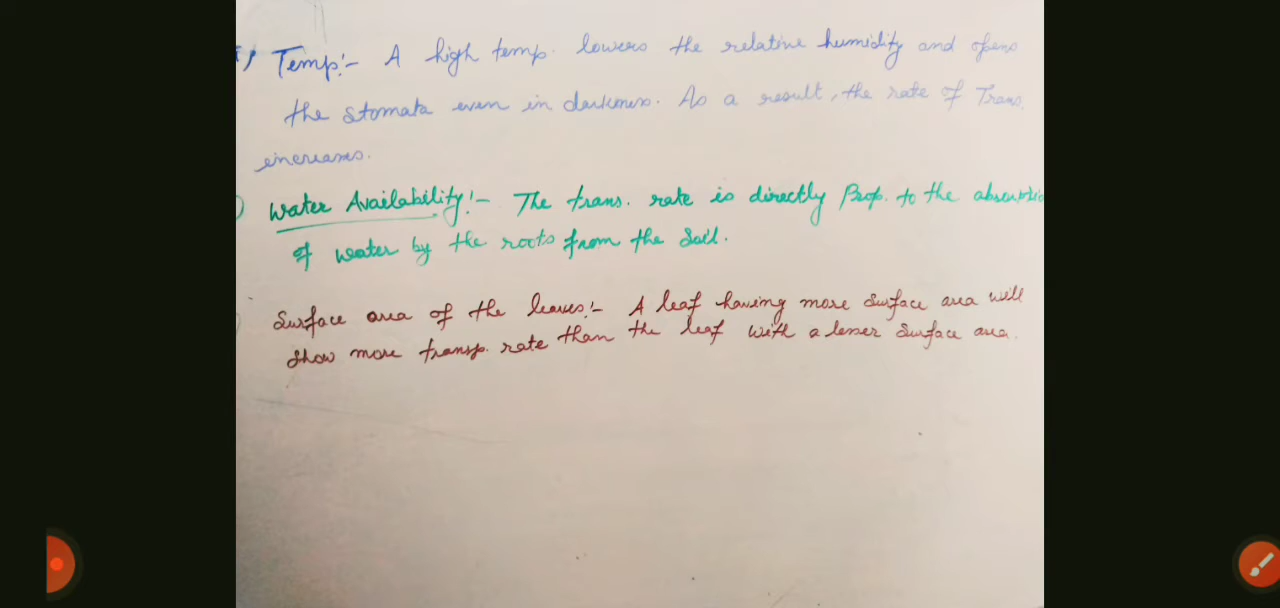 Temp:- A high temp. lowers the relative humidity and opens
the stomata even in darkness. As a result, the rate of Trans.
increases.
Water Availability:- The trans. rate is directly Prop. to the absorptio
of water by the roots from the soil.
Surface area of the leaves:- A leaf having more surface area will
show more transp. rate than the leaf with a lesser surface area.